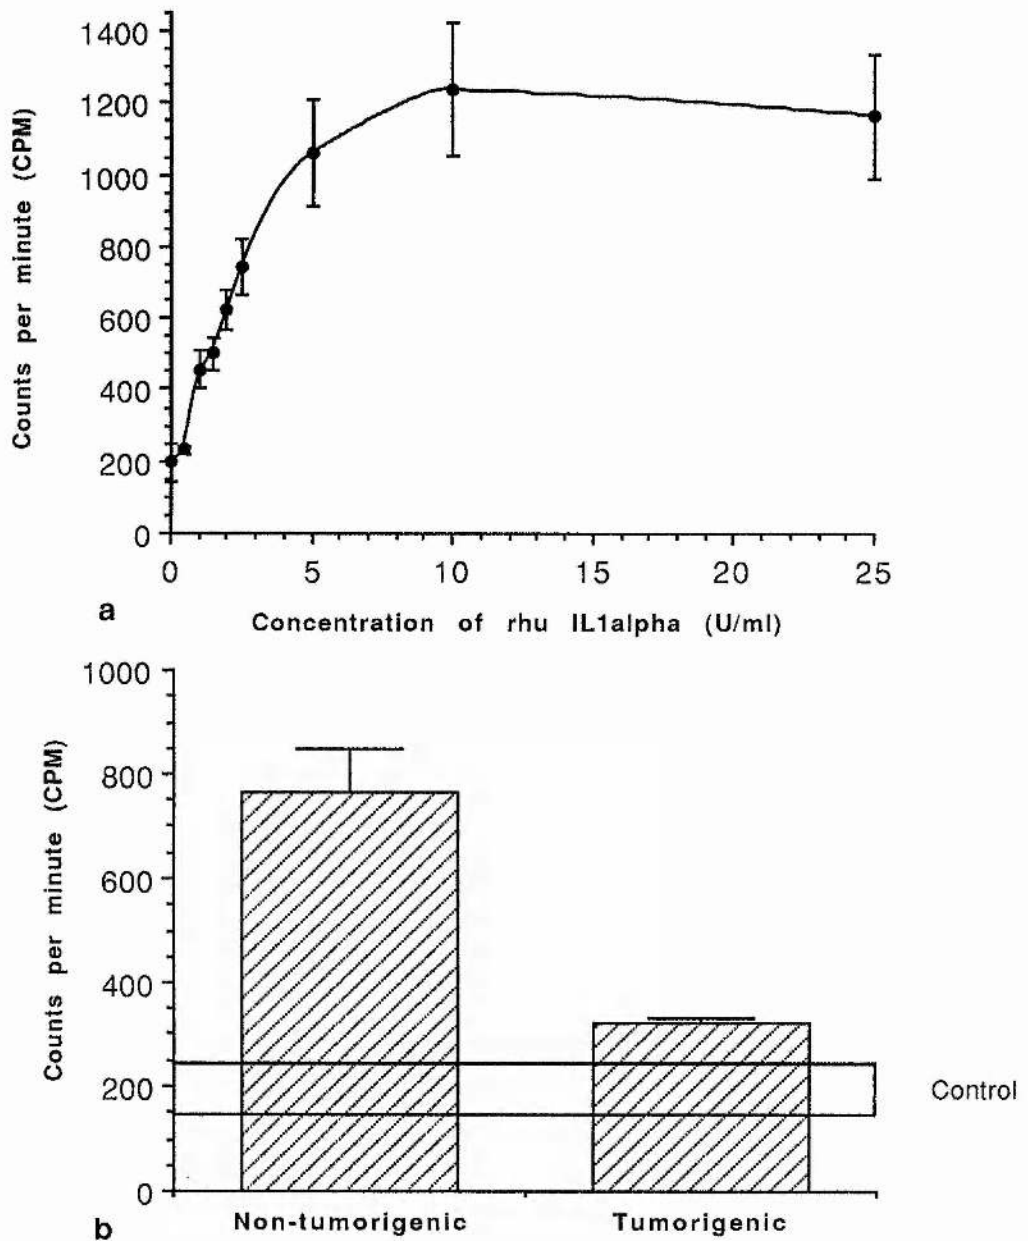 1400
1200
1000
800
600
400
200
0
Counts per minute (CPM)
0 5 10 15 20 25
a
Concentration of rhu IL1alpha (U/ml)
1000
800
600
400
200
0
Counts per minute (CPM)
Control
Non-tumorigenic Tumorigenic
b